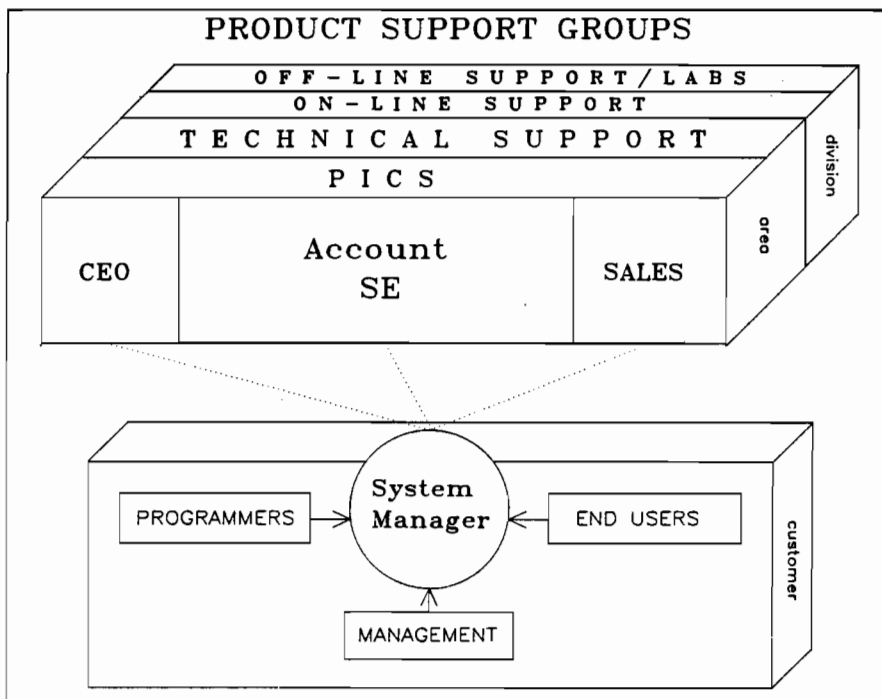 PRODUCT SUPPORT GROUPS
OFF-LINE SUPPORT/LABS
ON-LINE SUPPORT
TECHNICAL SUPPORT
PICS
division
area
CEO
Account
SE
SALES
System
Manager
PROGRAMMERS
END USERS
MANAGEMENT
customer